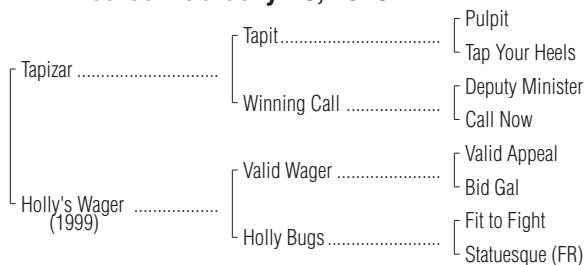 Pulpit
Tapit
Tap Your Heels
Tapizar
Deputy Minister
Winning Call
Call Now
Valid Appeal
Valid Wager
Bid Gal
Holly's Wager
(1999)
Fit to Fight
Holly Bugs
Statuesque (FR)